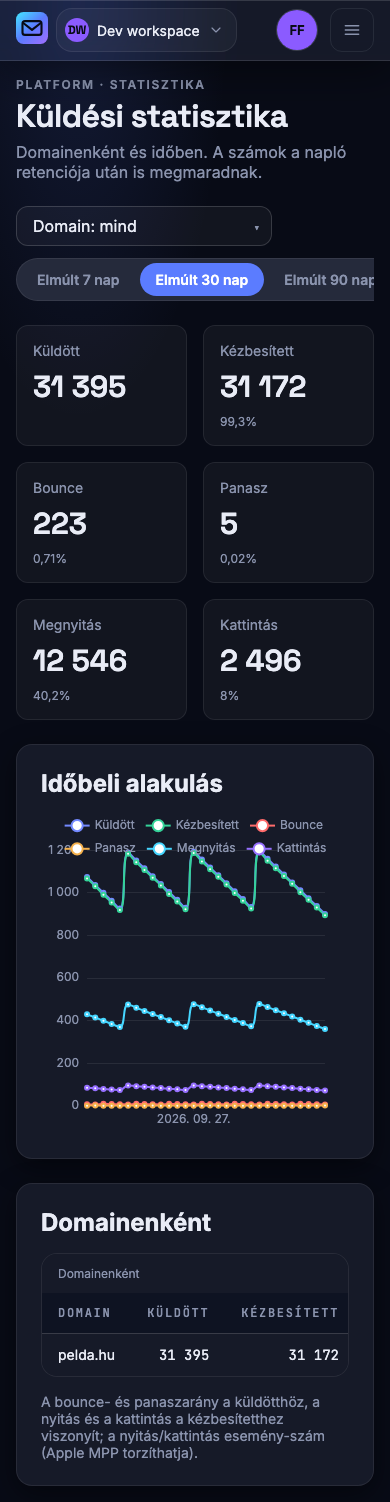 DW Dev workspace FF
PLATFORM · STATISZTIKA
Küldési statisztika
Domainenként és időben. A számok a napló
retenciója után is megmaradnak.
Domain: mind
Elmúlt 7 nap Elmúlt 30 nap Elmúlt 90 nap
Küldött
31 395
Kézbesített
31 172
99,3%
Bounce
223
0,71%
Panasz
5
0,02%
Megnyitás
12 546
40,2%
Kattintás
2 496
8%
Időbeli alakulás
Küldött Kézbesített Bounce
Panasz Megnyitás Kattintás
1 200
1 000
800
600
400
200
0
2026. 09. 27.
Domainenként
Domainenként
DOMAIN KÜLDÖTT KÉZBESÍTETT
pelda.hu 31 395 31 172
A bounce- és panaszarány a küldötthöz, a
nyitás és a kattintás a kézbesítetthez
viszonyít; a nyitás/kattintás esemény-szám
(Apple MPP torzíthatja).